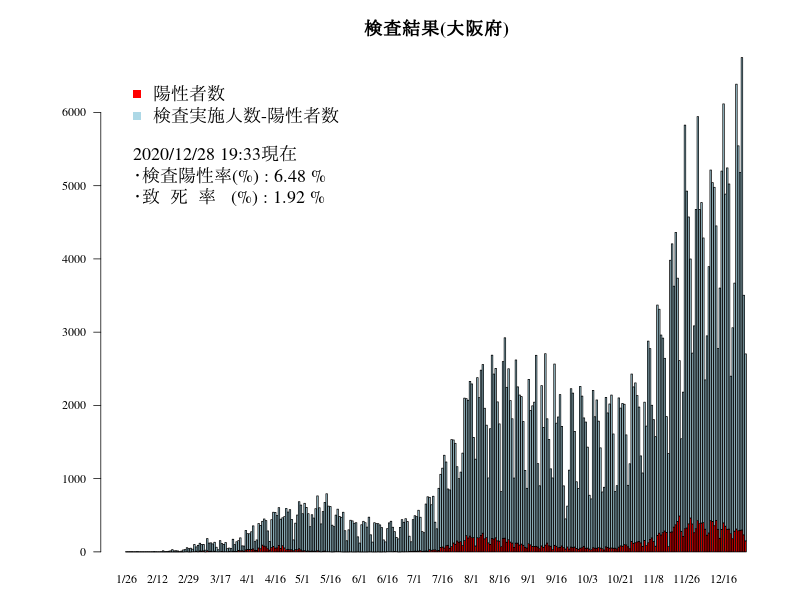 検査結果(大阪府)
陽性者数
検査実施人数-陽性者数
2020/12/28 19:33現在
・検査陽性率(%) : 6.48 %
・致 死 率 (%) : 1.92 %
6000
5000
4000
3000
2000
1000
0
1/26 2/12 2/29 3/17 4/1 4/16 5/1 5/16 6/1 6/16 7/1 7/16 8/1 8/16 9/1 9/16 10/3 10/21 11/8 11/26 12/16